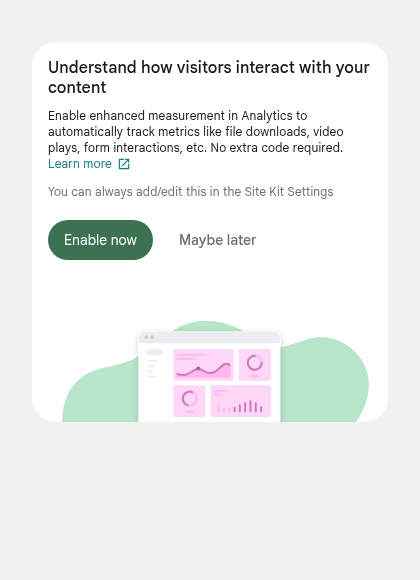 Understand how visitors interact with your
content
Enable enhanced measurement in Analytics to
automatically track metrics like file downloads, video
plays, form interactions, etc. No extra code required.
Learn more
You can always add/edit this in the Site Kit Settings
Enable now
Maybe later